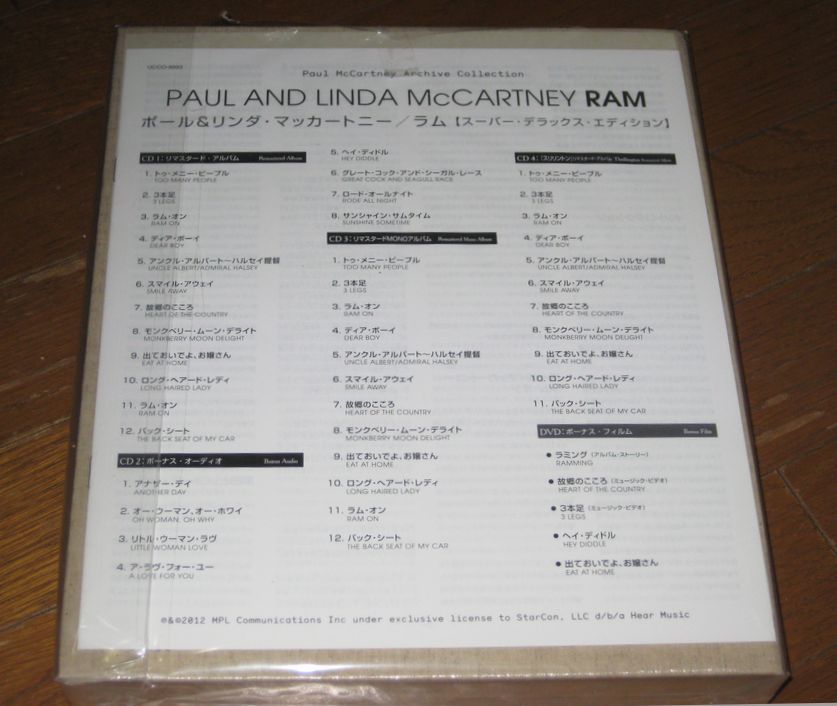 UCCO-9993
Paul McCartney Archive Collection
PAUL AND LINDA McCARTNEY RAM
ポール&リンダ・マッカートニー／ラム【スーパー・デラックス・エディション】
CD 1：リマスタード・アルバム Remastered Album
1. トゥ・メニー・ピープル
TOO MANY PEOPLE
2. 3本足
3 LEGS
3. ラム・オン
RAM ON
4. ディア・ボーイ
DEAR BOY
5. アンクル・アルバート〜ハルセイ提督
UNCLE ALBERT/ADMIRAL HALSEY
6. スマイル・アウェイ
SMILE AWAY
7. 故郷のこころ
HEART OF THE COUNTRY
8. モンクベリー・ムーン・デライト
MONKBERRY MOON DELIGHT
9. 出ておいでよ、お嬢さん
EAT AT HOME
10. ロング・ヘアード・レディ
LONG HAIRED LADY
11. ラム・オン
RAM ON
12. バック・シート
THE BACK SEAT OF MY CAR
CD 2：ボーナス・オーディオ Bonus Audio
1. アナザー・デイ
ANOTHER DAY
2. オー・ウーマン、オー・ホワイ
OH WOMAN, OH WHY
3. リトル・ウーマン・ラヴ
LITTLE WOMAN LOVE
4. ア・ラヴ・フォー・ユー
A LOVE FOR YOU
5. ヘイ・ディドル
HEY DIDDLE
6. グレート・コック・アンド・シーガル・レース
GREAT COCK AND SEAGULL RACE
7. ロード・オールナイト
RODE ALL NIGHT
8. サンシャイン・サムタイム
SUNSHINE SOMETIME
CD 3：リマスタードMONOアルバム Remastered Mono Album
1. トゥ・メニー・ピープル
TOO MANY PEOPLE
2. 3本足
3 LEGS
3. ラム・オン
RAM ON
4. ディア・ボーイ
DEAR BOY
5. アンクル・アルバート〜ハルセイ提督
UNCLE ALBERT/ADMIRAL HALSEY
6. スマイル・アウェイ
SMILE AWAY
7. 故郷のこころ
HEART OF THE COUNTRY
8. モンクベリー・ムーン・デライト
MONKBERRY MOON DELIGHT
9. 出ておいでよ、お嬢さん
EAT AT HOME
10. ロング・ヘアード・レディ
LONG HAIRED LADY
11. ラム・オン
RAM ON
12. バック・シート
THE BACK SEAT OF MY CAR
CD 4：『スリリントン』リマスタード・アルバム Thrillington Remastered Album
1. トゥ・メニー・ピープル
TOO MANY PEOPLE
2. 3本足
3 LEGS
3. ラム・オン
RAM ON
4. ディア・ボーイ
DEAR BOY
5. アンクル・アルバート〜ハルセイ提督
UNCLE ALBERT/ADMIRAL HALSEY
6. スマイル・アウェイ
SMILE AWAY
7. 故郷のこころ
HEART OF THE COUNTRY
8. モンクベリー・ムーン・デライト
MONKBERRY MOON DELIGHT
9. 出ておいでよ、お嬢さん
EAT AT HOME
10. ロング・ヘアード・レディ
LONG HAIRED LADY
11. バック・シート
THE BACK SEAT OF MY CAR
DVD：ボーナス・フィルム Bonus Film
● ラミング（アルバム・ストーリー）
RAMMING
● 故郷のこころ（ミュージック・ビデオ）
HEART OF THE COUNTRY
● 3本足（ミュージック・ビデオ）
3 LEGS
● ヘイ・ディドル
HEY DIDDLE
● 出ておいでよ、お嬢さん
EAT AT HOME
℗&©2012 MPL Communications Inc under exclusive license to StarCon, LLC d/b/a Hear Music